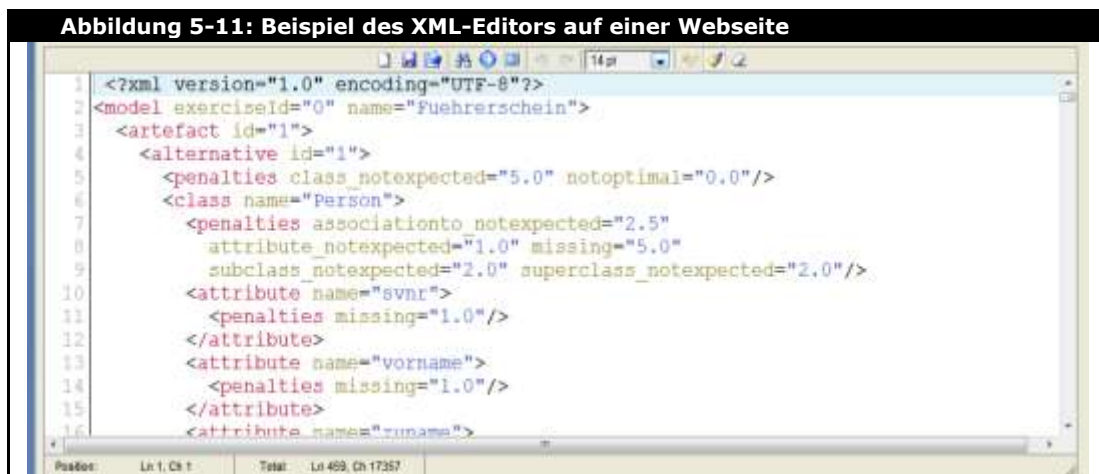 Abbildung 5-11: Beispiel des XML-Editors auf einer Webseite
14 pt
1 <?xml version="1.0" encoding="UTF-8"?>
2 <model exerciseId="0" name="Fuehrerschein">
3 <artefact id="1">
4 <alternative id="1">
5 <penalties class_notexpected="5.0" notoptimal="0.0"/>
6 <class name="Person">
7 <penalties associationto_notexpected="2.5"
8 attribute_notexpected="1.0" missing="5.0"
9 subclass_notexpected="2.0" superclass_notexpected="2.0"/>
10 <attribute name="svnr">
11 <penalties missing="1.0"/>
12 </attribute>
13 <attribute name="vorname">
14 <penalties missing="1.0"/>
15 </attribute>
16 <attribute name="zuname">
Position: Ln 1, Ch 1 Total: Ln 459, Ch 17357